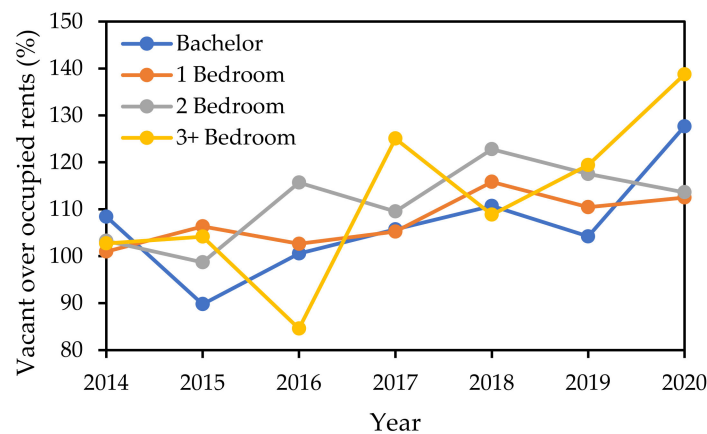 Vacant over occupied rents (%)
150
140
130
120
110
100
90
80
Bachelor
1 Bedroom
2 Bedroom
3+ Bedroom
2014 2015 2016 2017 2018 2019 2020
Year